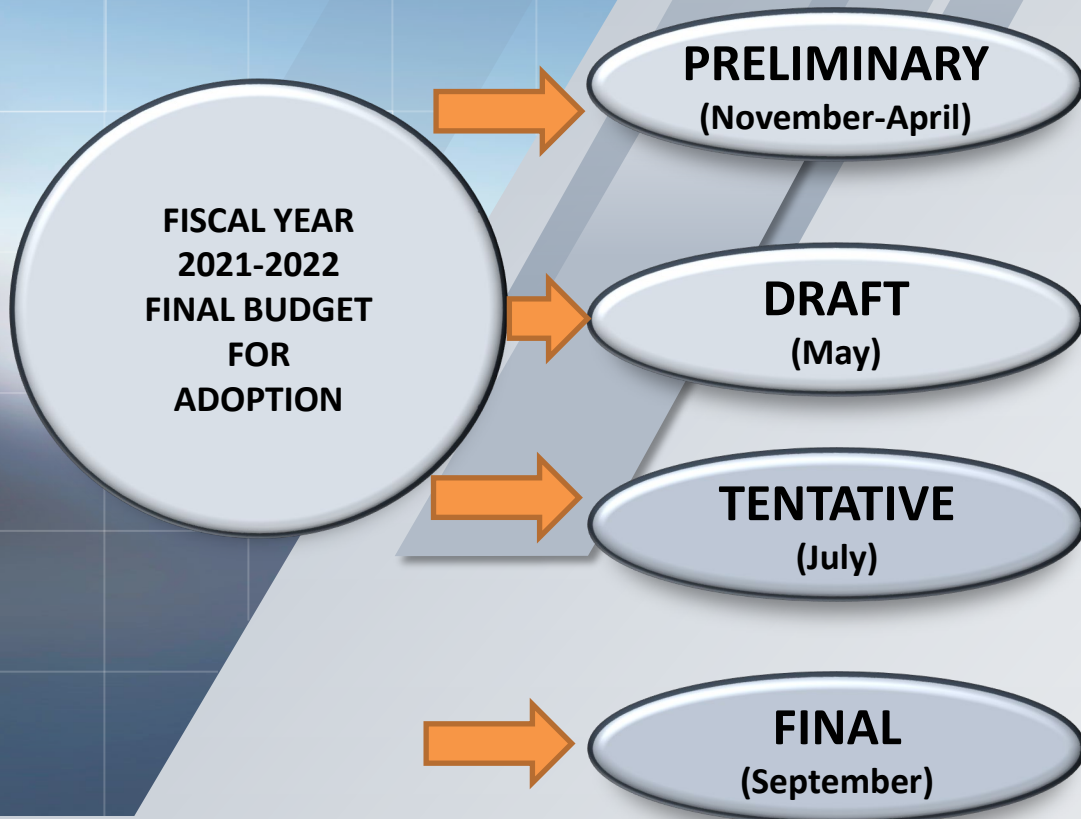 FISCAL YEAR
2021-2022
FINAL BUDGET
FOR
ADOPTION
PRELIMINARY
(November-April)
DRAFT
(May)
TENTATIVE
(July)
FINAL
(September)